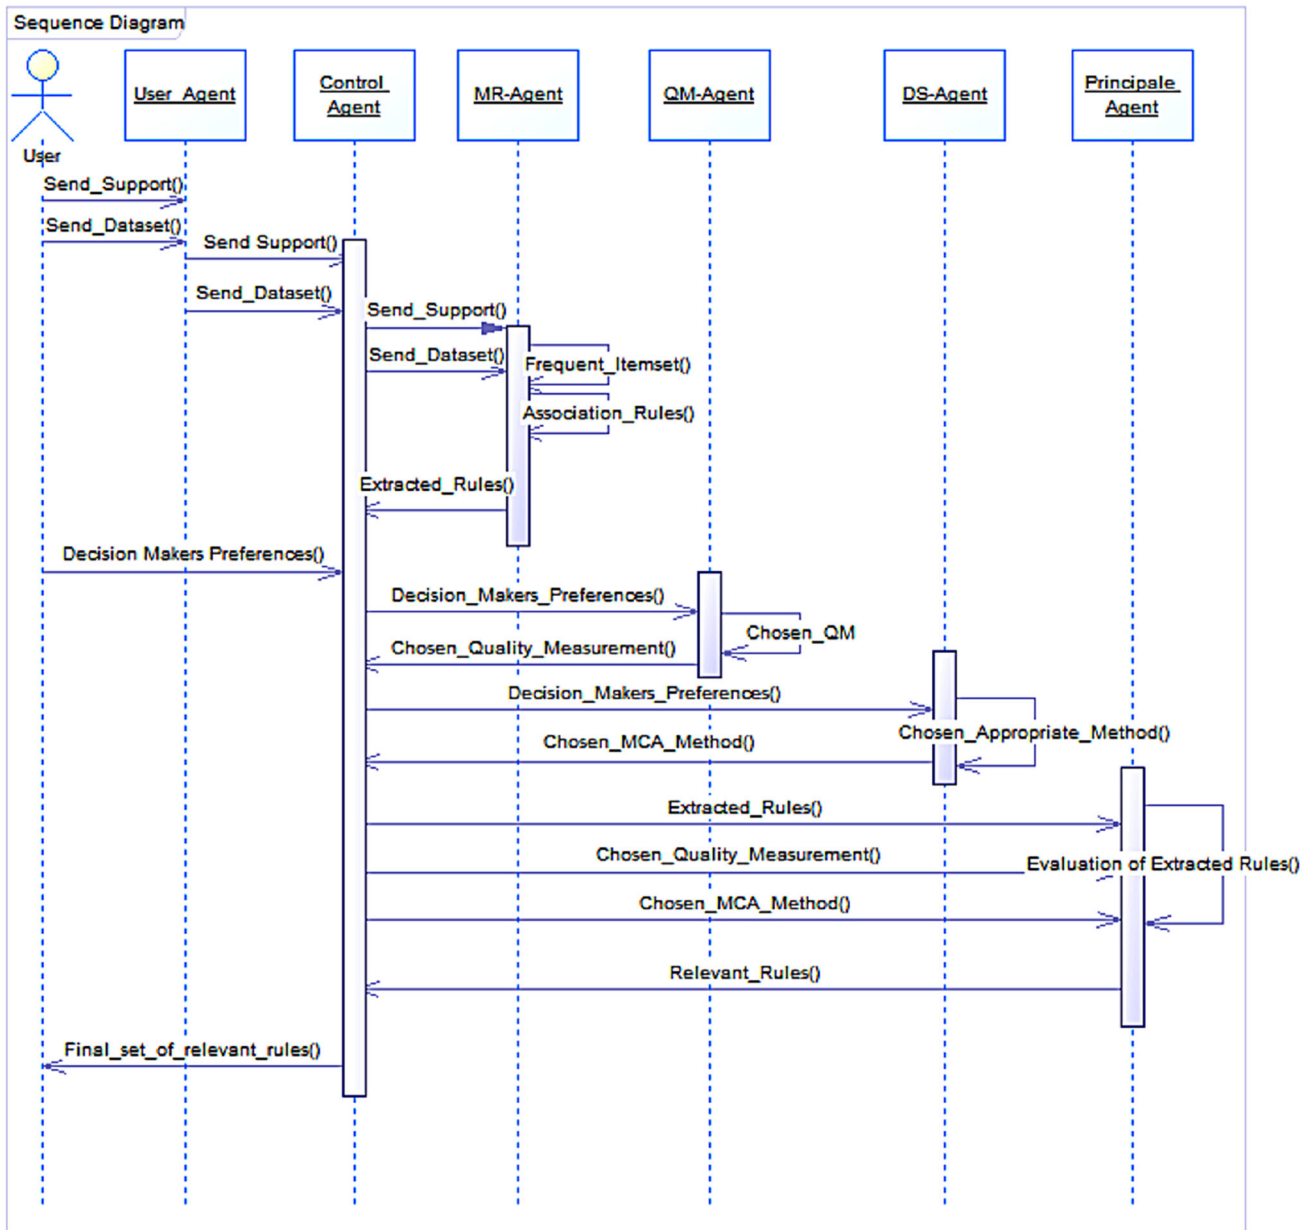 Sequence Diagram
User_Agent
Control_
Agent
MR-Agent
QM-Agent
DS-Agent
Principale_
Agent
User
Send_Support()
Send_Dataset()
Send Support()
Send_Dataset()
Send_Support()
Send_Dataset()
Frequent_Itemset()
Association_Rules()
Extracted_Rules()
Decision Makers Preferences()
Decision_Makers_Preferences()
Chosen_QM
Chosen_Quality_Measurement()
Decision_Makers_Preferences()
Chosen_Appropriate_Method()
Chosen_MCA_Method()
Extracted_Rules()
Chosen_Quality_Measurement()
Evaluation of Extracted Rules()
Chosen_MCA_Method()
Relevant_Rules()
Final_set_of_relevant_rules()